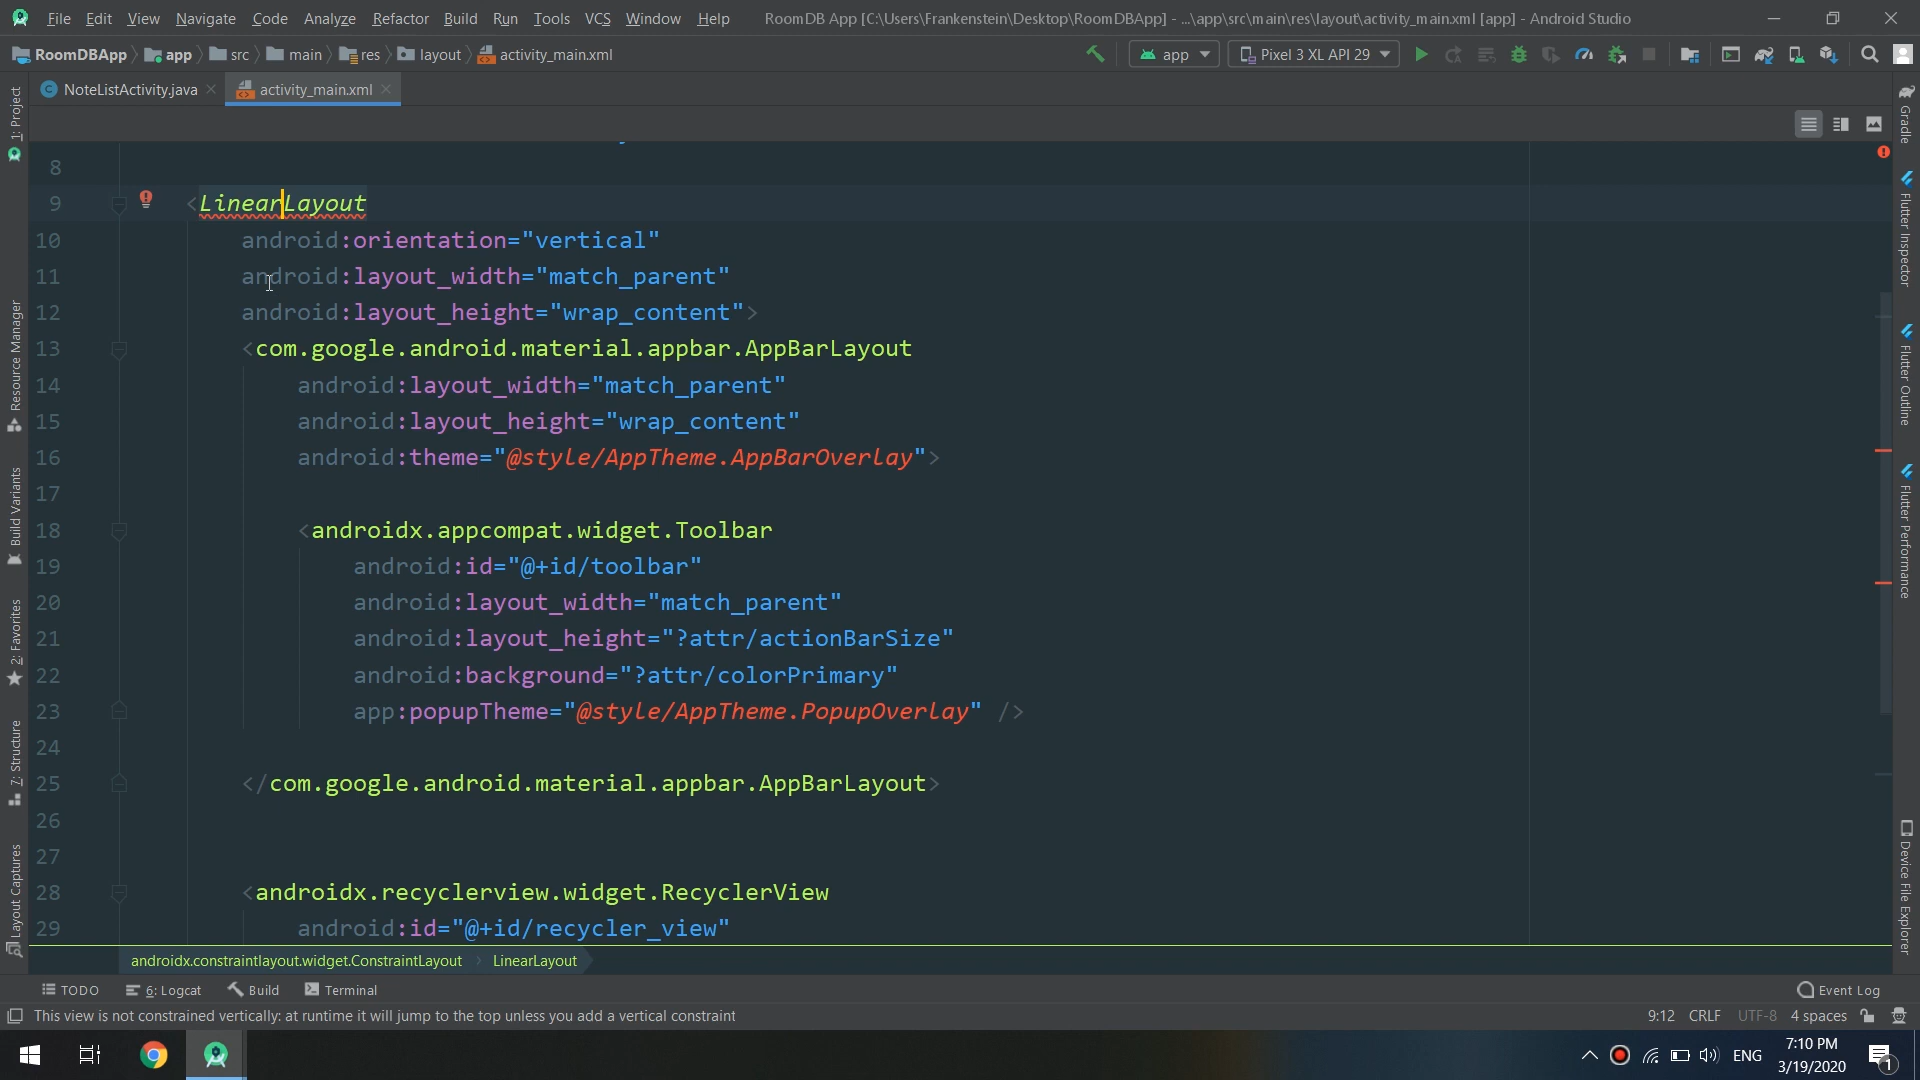 File Edit View Navigate Code Analyze Refactor Build Run Tools VCS Window Help RoomDB App [C:\Users\Frankenstein\Desktop\RoomDBApp] - ...\app\src\main\res\layout\activity_main.xml [app] - Android Studio
RoomDBApp app src main res layout activity_main.xml app Pixel 3 XL API 29
NoteListActivity.java activity_main.xml
8
9 <LinearLayout
10 android:orientation="vertical"
11 android:layout_width="match_parent"
12 android:layout_height="wrap_content">
13 <com.google.android.material.appbar.AppBarLayout
14 android:layout_width="match_parent"
15 android:layout_height="wrap_content"
16 android:theme="@style/AppTheme.AppBarOverlay">
17
18 <androidx.appcompat.widget.Toolbar
19 android:id="@+id/toolbar"
20 android:layout_width="match_parent"
21 android:layout_height="?attr/actionBarSize"
22 android:background="?attr/colorPrimary"
23 app:popupTheme="@style/AppTheme.PopupOverlay" />
24
25 </com.google.android.material.appbar.AppBarLayout>
26
27
28 <androidx.recyclerview.widget.RecyclerView
29 android:id="@+id/recycler_view"
1: Project
Resource Manager
Build Variants
2: Favorites
7: Structure
Layout Captures
Gradle
Flutter Inspector
Flutter Outline
Flutter Performance
Device File Explorer
androidx.constraintlayout.widget.ConstraintLayout LinearLayout
TODO 6: Logcat Build Terminal Event Log
This view is not constrained vertically: at runtime it will jump to the top unless you add a vertical constraint 9:12 CRLF UTF-8 4 spaces
ENG
7:10 PM
3/19/2020
1